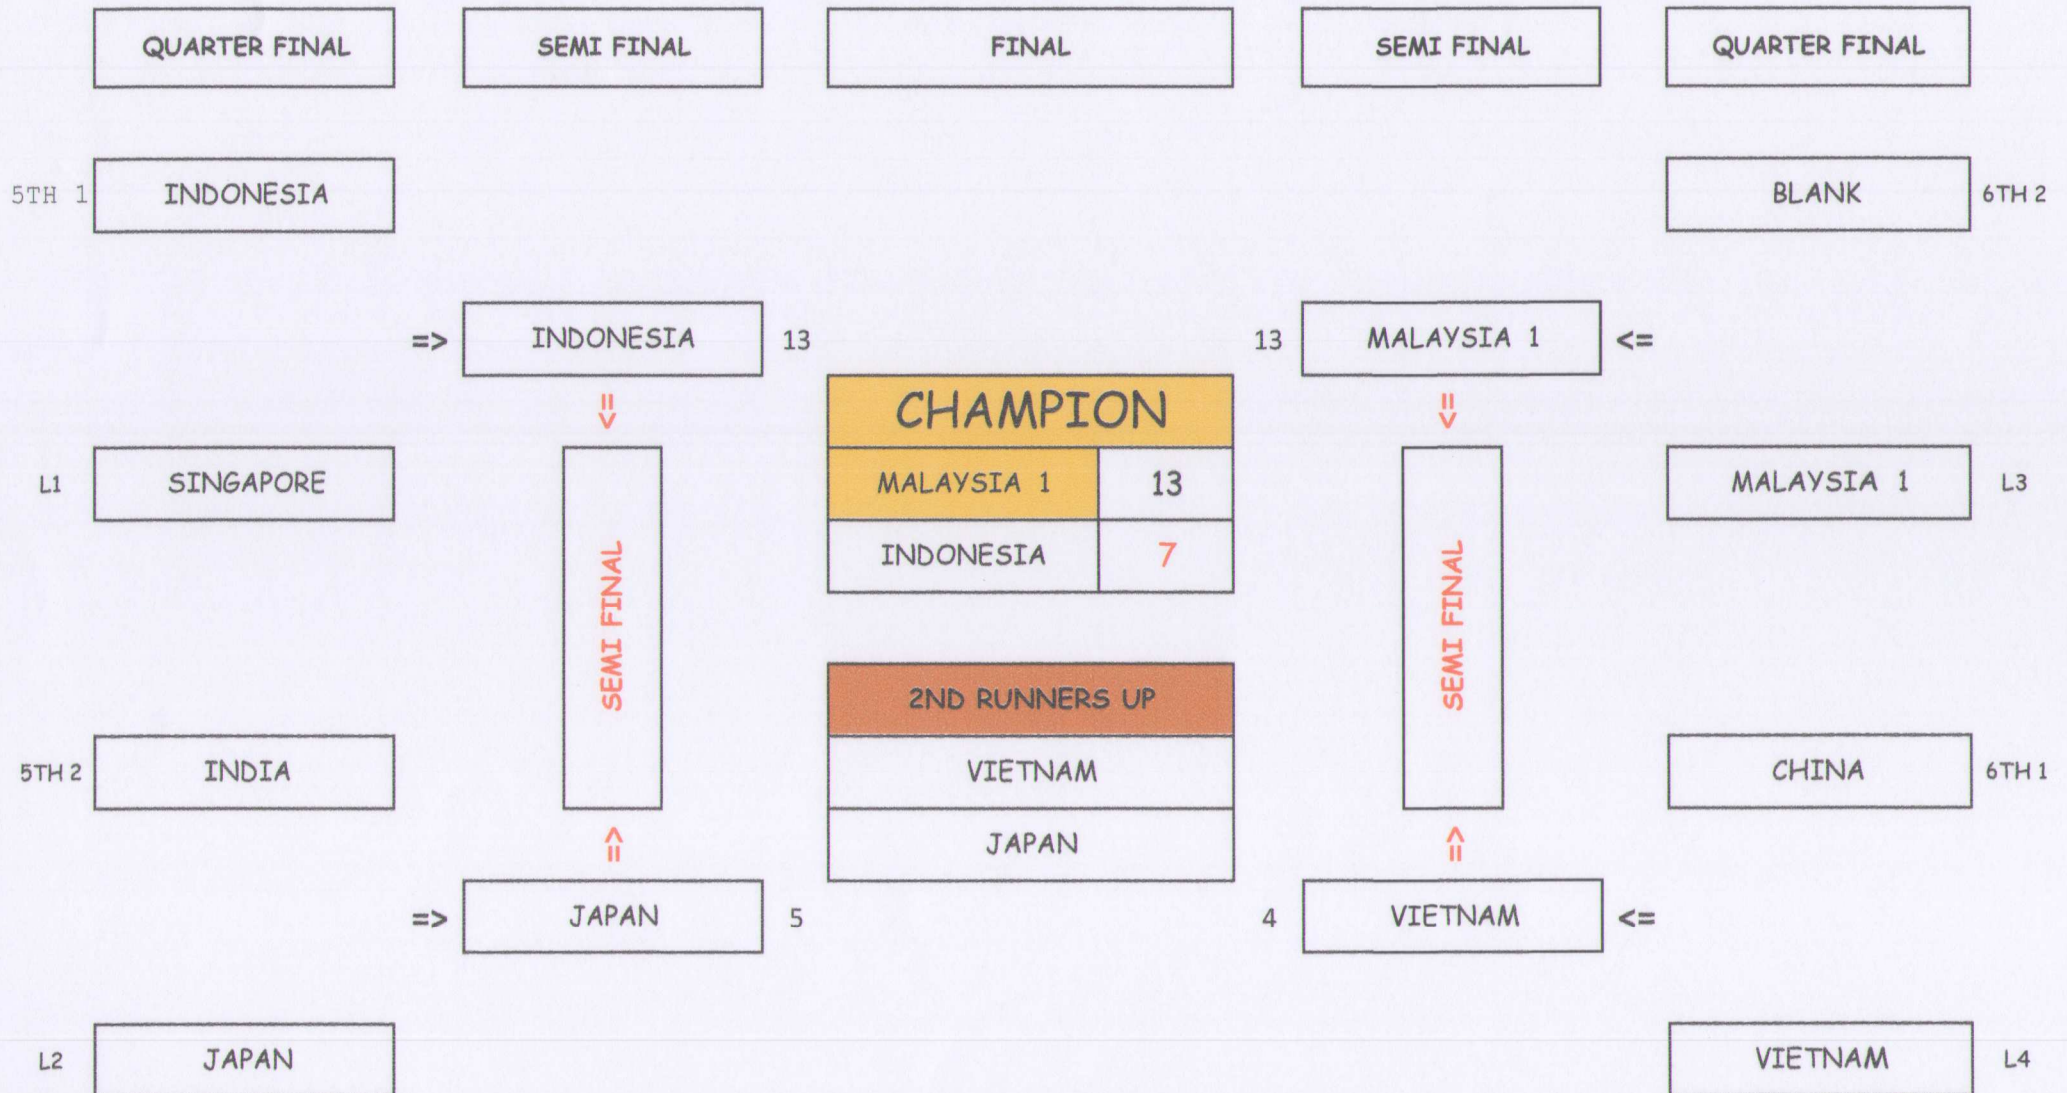 QUARTER FINAL SEMI FINAL FINAL SEMI FINAL QUARTER FINAL
5TH 1 INDONESIA BLANK 6TH 2
=> INDONESIA 13 13 MALAYSIA 1 <=
<= CHAMPION <=
L1 SINGAPORE MALAYSIA 1 13 MALAYSIA 1 L3
INDONESIA 7
SEMI FINAL SEMI FINAL
2ND RUNNERS UP
5TH 2 INDIA VIETNAM CHINA 6TH 1
=> JAPAN =>
=> JAPAN 5 4 VIETNAM <=
L2 JAPAN VIETNAM L4